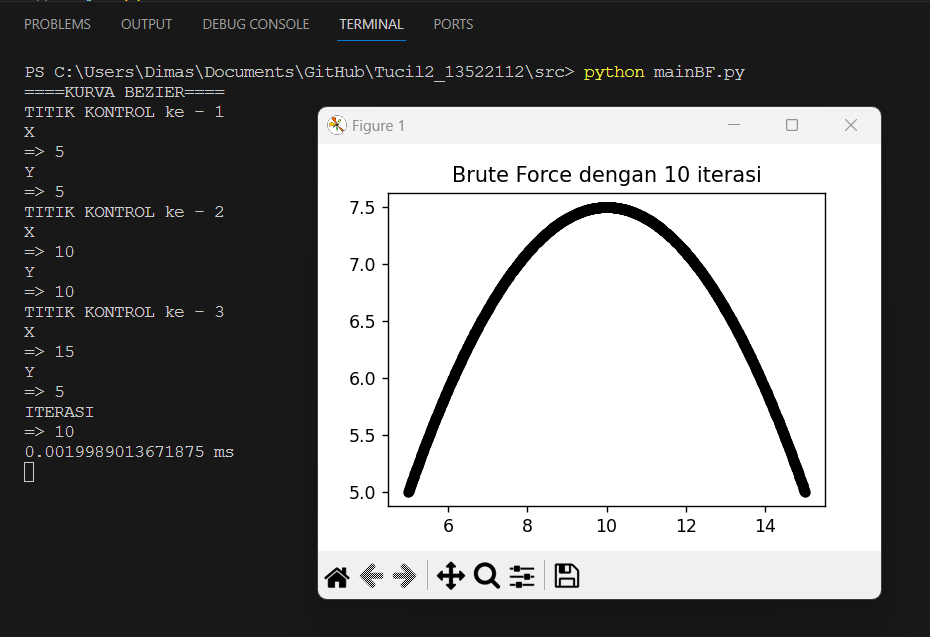 PROBLEMS OUTPUT DEBUG CONSOLE TERMINAL PORTS
PS C:\Users\Dimas\Documents\GitHub\Tucil2_13522112\src> python mainBF.py
====KURVA BEZIER====
TITIK KONTROL ke - 1
X
=> 5
Y
=> 5
TITIK KONTROL ke - 2
X
=> 10
Y
=> 10
TITIK KONTROL ke - 3
X
=> 15
Y
=> 5
ITERASI
=> 10
0.0019989013671875 ms
Figure 1
Brute Force dengan 10 iterasi
7.5
7.0
6.5
6.0
5.5
5.0
6 8 10 12 14